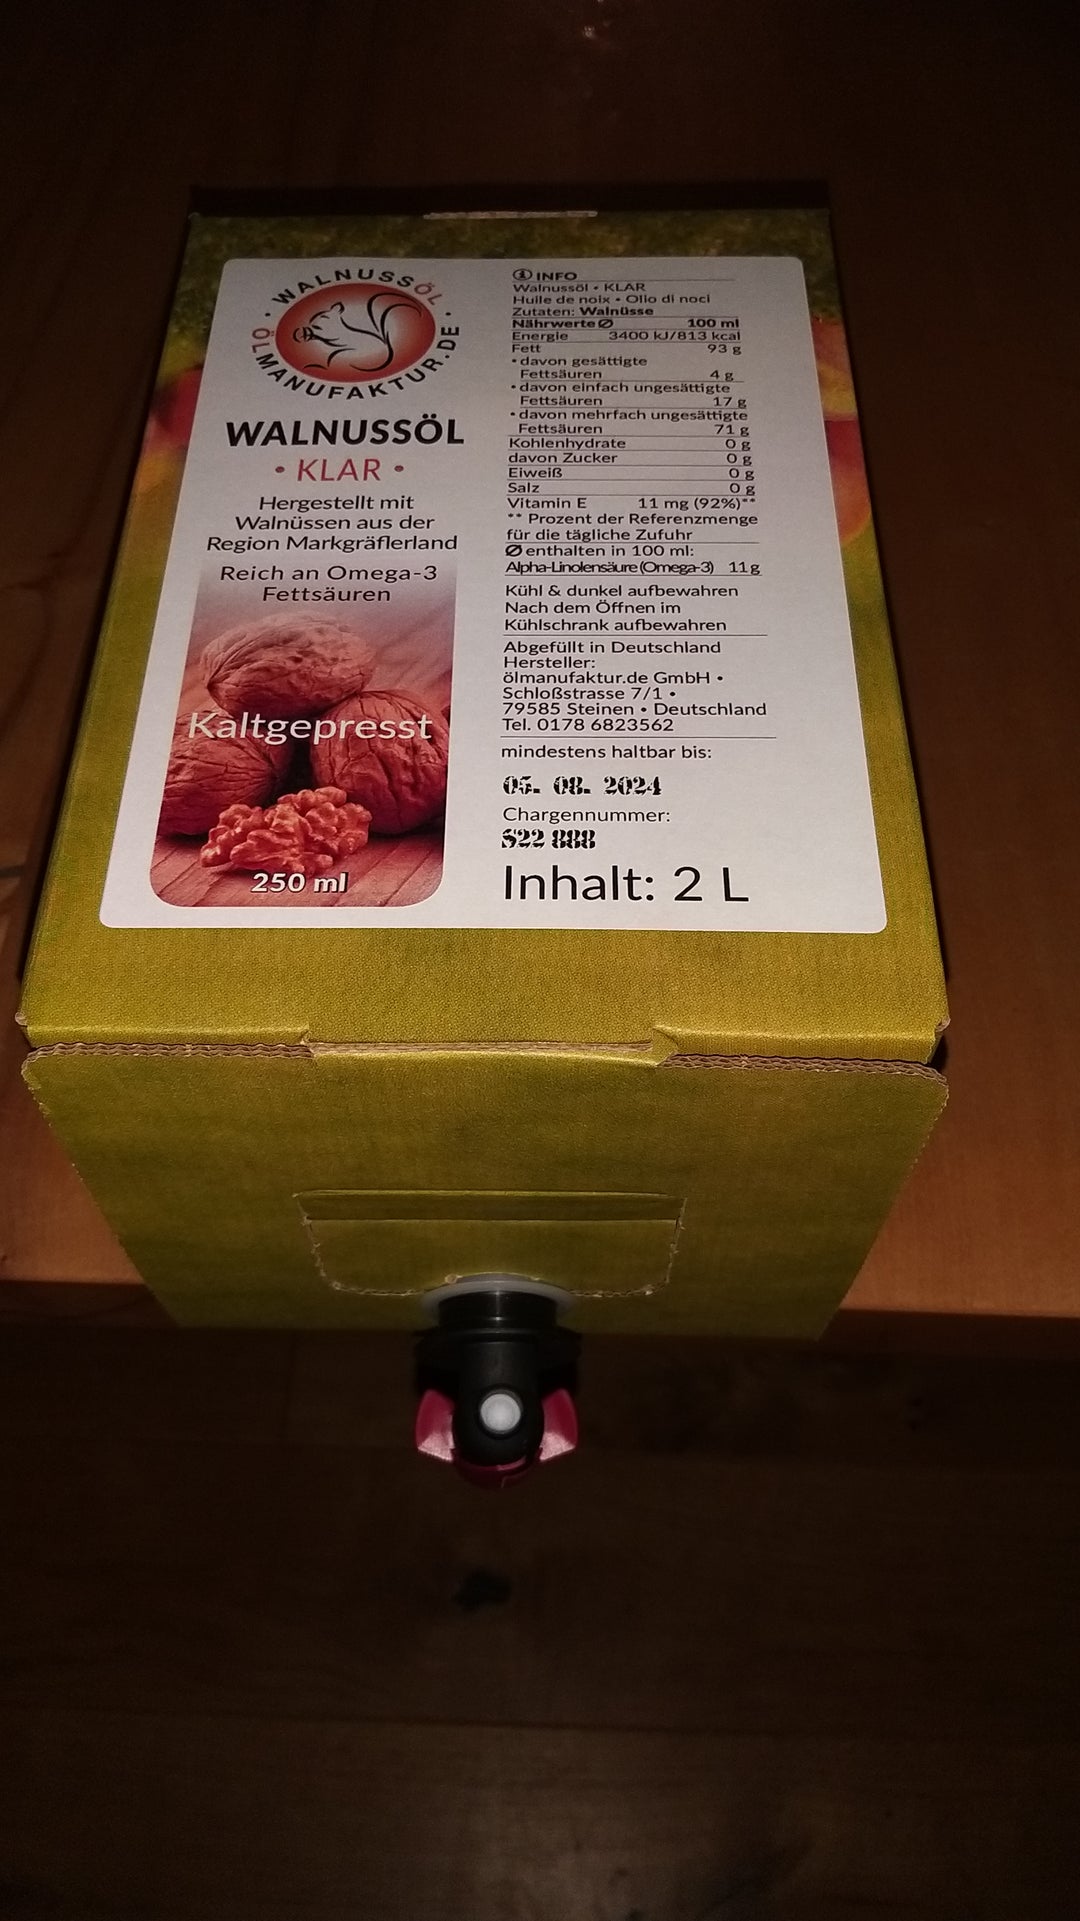 WALNUSSÖL
ÖLMANUFAKTUR.DE
WALNUSSÖL
• KLAR •
Hergestellt mit
Walnüssen aus der
Region Markgräflerland
Reich an Omega-3
Fettsäuren
Kaltgepresst
250 ml
INFO
Walnussöl • KLAR
Huile de noix • Olio di noci
Zutaten: Walnüsse
Nährwerte Ø 100 ml
Energie 3400 kJ/813 kcal
Fett 93 g
• davon gesättigte
Fettsäuren 4 g
• davon einfach ungesättigte
Fettsäuren 17 g
• davon mehrfach ungesättigte
Fettsäuren 71 g
Kohlenhydrate 0 g
davon Zucker 0 g
Eiweiß 0 g
Salz 0 g
Vitamin E 11 mg (92%)**
** Prozent der Referenzmenge
für die tägliche Zufuhr
Ø enthalten in 100 ml:
Alpha-Linolensäure (Omega-3) 11 g
Kühl & dunkel aufbewahren
Nach dem Öffnen im
Kühlschrank aufbewahren
Abgefüllt in Deutschland
Hersteller:
ölmanufaktur.de GmbH •
Schloßstrasse 7/1 •
79585 Steinen • Deutschland
Tel. 0178 6823562
mindestens haltbar bis:
05. 08. 2024
Chargennummer:
S22 888
Inhalt: 2 L